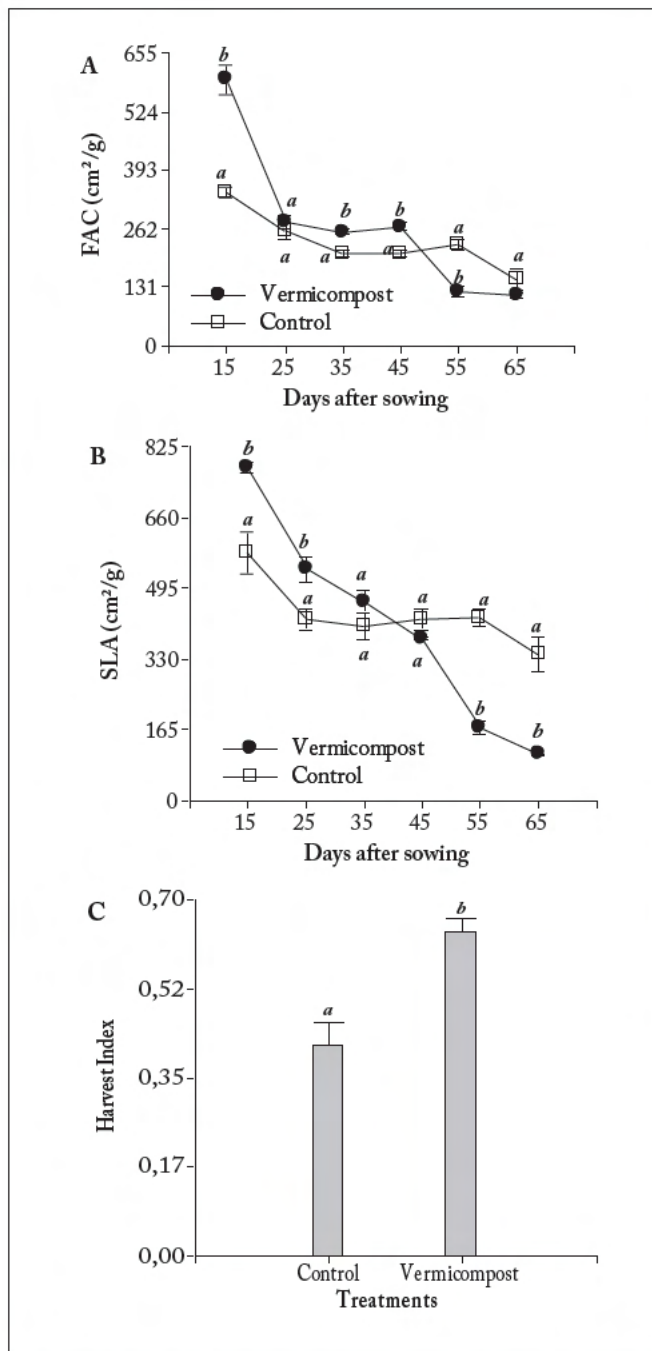 A
FAC (cm²/g)
655
524
393
262
131
0
b
a
a
a
b
a
b
a
a
b
a
Vermicompost
Control
15 25 35 45 55 65
Days after sowing
B
SLA (cm²/g)
825
660
495
330
165
0
b
a
b
a
a
a
a
a
a
b
a
b
Vermicompost
Control
15 25 35 45 55 65
Days after sowing
C
Harvest Index
0,70
0,52
0,35
0,17
0,00
a
b
Control Vermicompost
Treatments